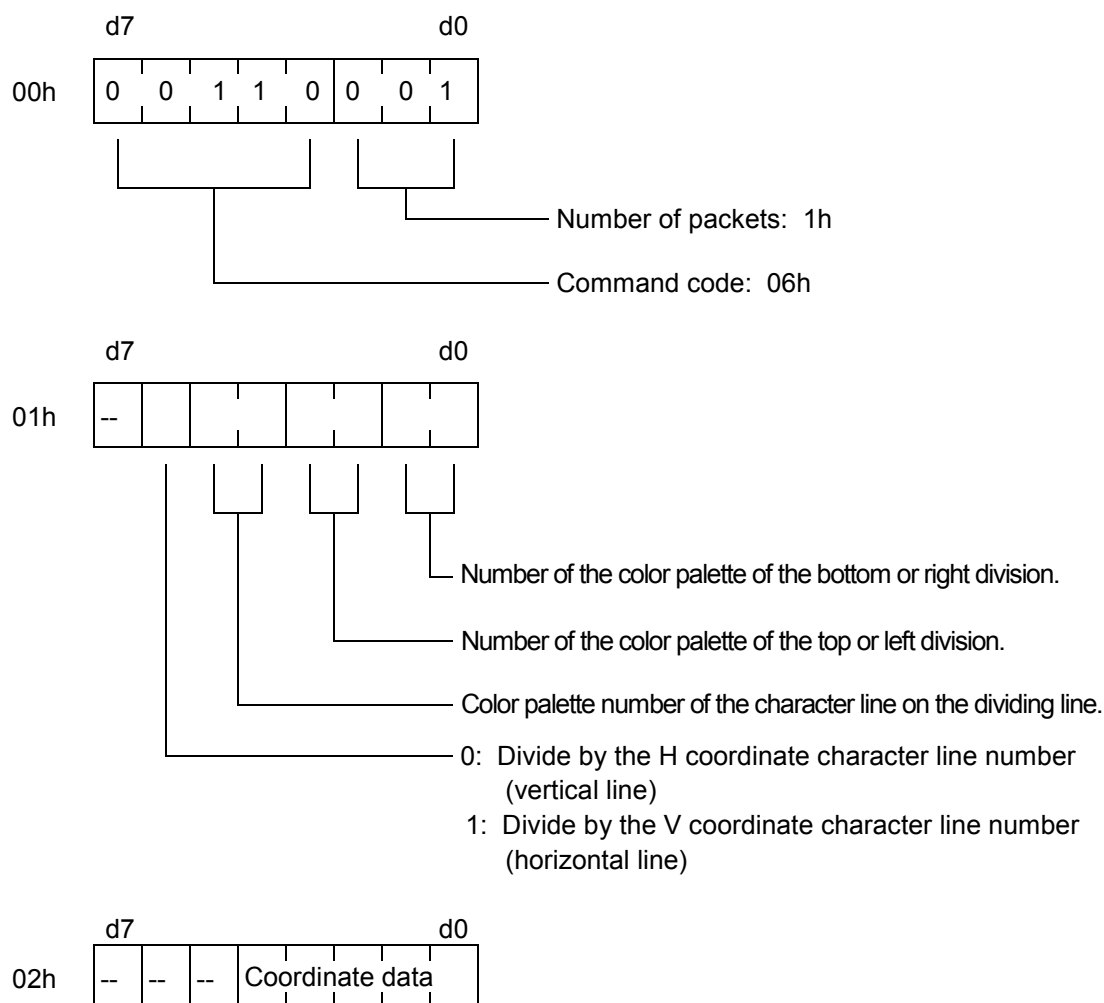 d7 d0
00h 0 0 1 1 0 0 0 1
Number of packets: 1h
Command code: 06h
d7 d0
01h --
Number of the color palette of the bottom or right division.
Number of the color palette of the top or left division.
Color palette number of the character line on the dividing line.
0: Divide by the H coordinate character line number
(vertical line)
1: Divide by the V coordinate character line number
(horizontal line)
d7 d0
02h -- -- -- Coordinate data